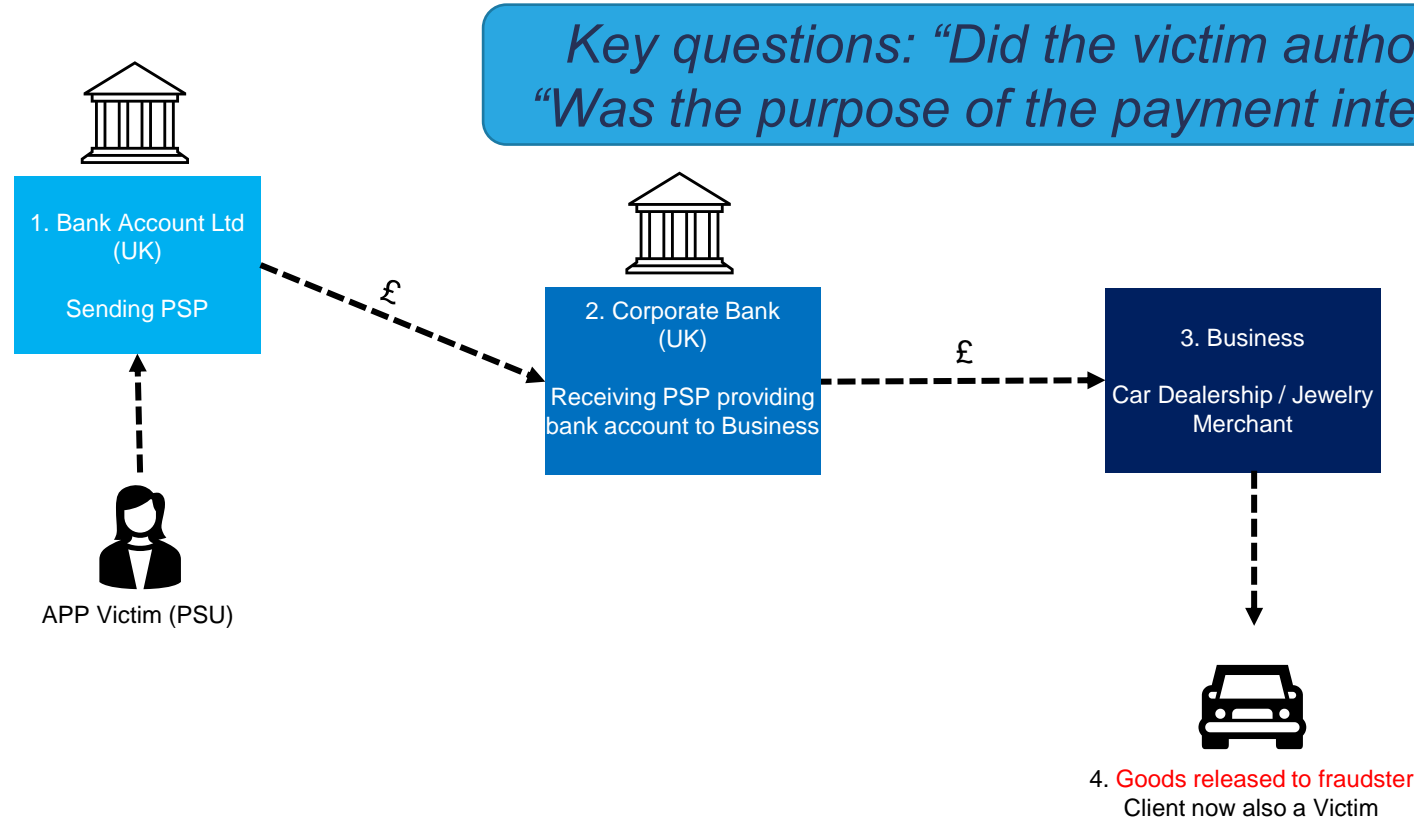 Key questions: “Did the victim autho
“Was the purpose of the payment inte
1. Bank Account Ltd
(UK)
Sending PSP
£
2. Corporate Bank
(UK)
Receiving PSP providing
bank account to Business
£
3. Business
Car Dealership / Jewelry
Merchant
APP Victim (PSU)
4. Goods released to fraudster
Client now also a Victim